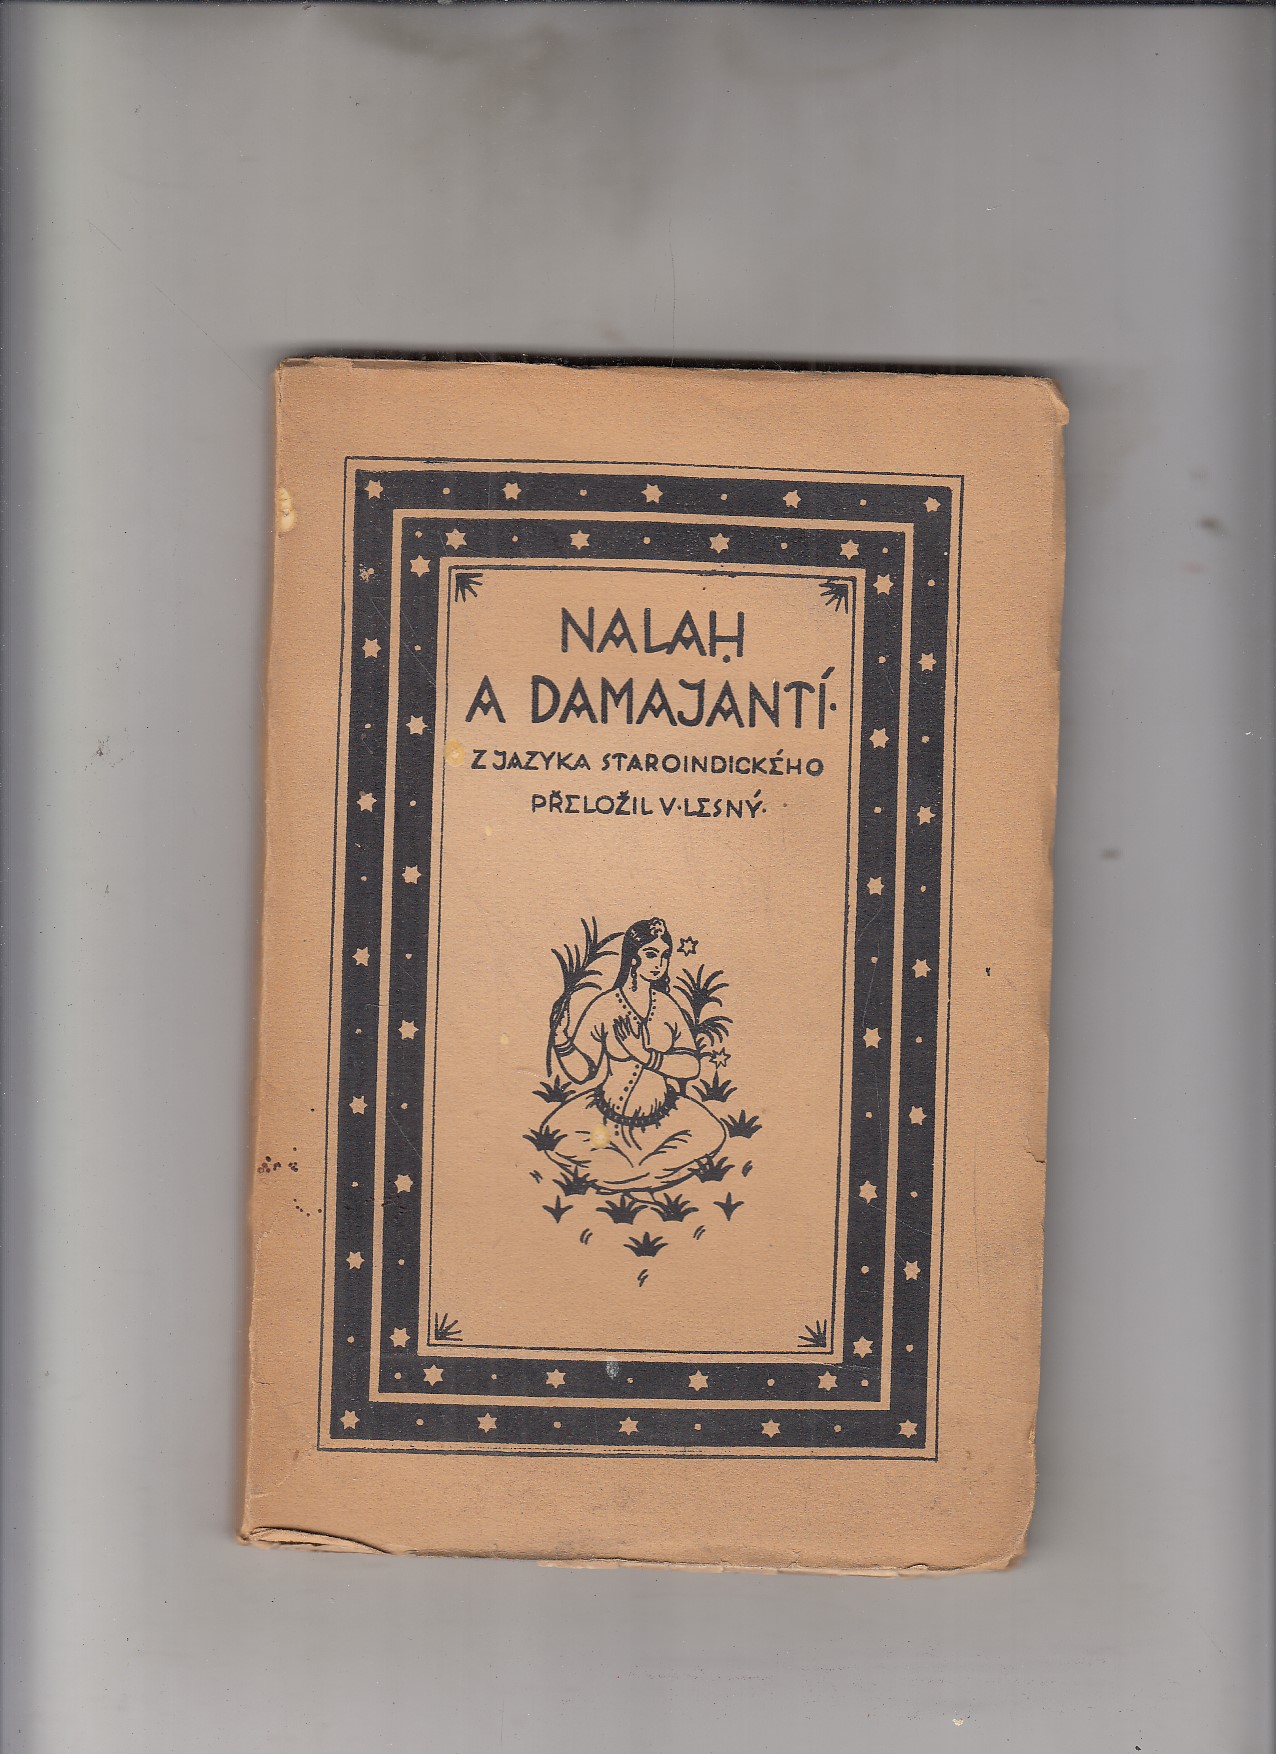 NALAḤ
A DAMAJANTÍ·
Z JAZYKA STAROINDICKÉHO
PŘELOŽIL V·LESNÝ·